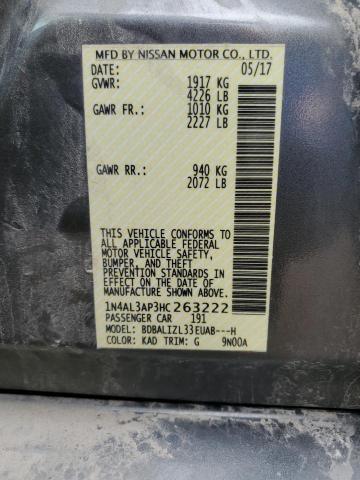 MFD BY NISSAN MOTOR CO., LTD.
DATE: 05/17
GVWR: 1917 KG
4226 LB
GAWR FR.: 1010 KG
2227 LB
GAWR RR.: 940 KG
2072 LB
THIS VEHICLE CONFORMS TO
ALL APPLICABLE FEDERAL
MOTOR VEHICLE SAFETY,
BUMPER, AND THEFT
PREVENTION STANDARDS IN
EFFECT ON THE DATE OF
MANUFACTURE SHOWN ABOVE.
1N4AL3AP3HC263222
PASSENGER CAR 191
MODEL: BDBALIZL33EUAB---H
COLOR: KAD TRIM: G 9N00A